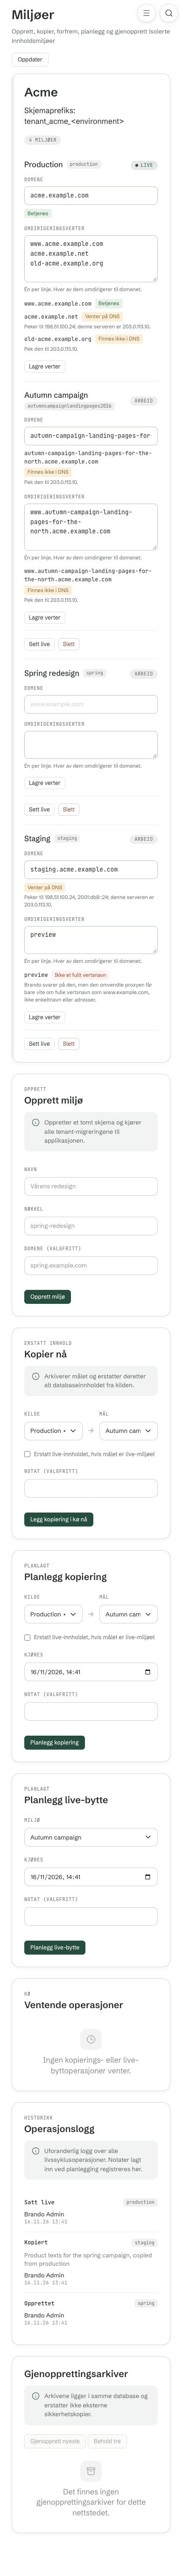 Miljøer
Opprett, kopier, forfrem, planlegg og gjenopprett isolerte
innholdsmiljøer
Oppdater
Acme
Skjemaprefiks:
tenant_acme_<environment>
4 MILJØER
Production production LIVE
DOMENE
acme.example.com
Betjenes
OMDIRIGERINGSVERTER
www.acme.example.com
acme.example.net
old-acme.example.org
Én per linje. Hver av dem omdirigerer til domenet.
www.acme.example.com Betjenes
acme.example.net Venter på DNS
Peker til 198.51.100.24; denne serveren er 203.0.113.10.
old-acme.example.org Finnes ikke i DNS
Pek den til 203.0.113.10.
Lagre verter
Autumn campaign ARBEID
autumncampaignlandingpages2026
DOMENE
autumn-campaign-landing-pages-for-
autumn-campaign-landing-pages-for-the-
north.acme.example.com
Finnes ikke i DNS
Pek den til 203.0.113.10.
OMDIRIGERINGSVERTER
www.autumn-campaign-landing-
pages-for-the-
north.acme.example.com
Én per linje. Hver av dem omdirigerer til domenet.
www.autumn-campaign-landing-pages-for-
the-north.acme.example.com
Finnes ikke i DNS
Pek den til 203.0.113.10.
Lagre verter
Sett live Slett
Spring redesign spring ARBEID
DOMENE
www.example.com
OMDIRIGERINGSVERTER
Én per linje. Hver av dem omdirigerer til domenet.
Lagre verter
Sett live Slett
Staging staging ARBEID
DOMENE
staging.acme.example.com
Venter på DNS
Peker til 198.51.100.24, 2001:db8::24; denne serveren er
203.0.113.10.
OMDIRIGERINGSVERTER
preview
Én per linje. Hver av dem omdirigerer til domenet.
preview Ikke et fullt vertsnavn
Brando svarer på den, men den omvendte proxyen får
bare vite om fulle vertsnavn som www.example.com,
ikke enkeltnavn eller adresser.
Lagre verter
Sett live Slett
OPPRETT
Opprett miljø
Oppretter et tomt skjema og kjører
alle tenant-migreringene til
applikasjonen.
NAVN
Vårens redesign
NØKKEL
spring-redesign
DOMENE (VALGFRITT)
spring.example.com
Opprett miljø
ERSTATT INNHOLD
Kopier nå
Arkiverer målet og erstatter deretter
alt databaseinnholdet fra kilden.
KILDE MÅL
Production • → Autumn cam
Erstatt live-innholdet, hvis målet er live-miljøet
NOTAT (VALGFRITT)
Legg kopiering i kø nå
PLANLAGT
Planlegg kopiering
KILDE MÅL
Production • → Autumn cam
Erstatt live-innholdet, hvis målet er live-miljøet
KJØRES
16/11/2026, 14:41
NOTAT (VALGFRITT)
Planlegg kopiering
PLANLAGT
Planlegg live-bytte
MILJØ
Autumn campaign
KJØRES
16/11/2026, 14:41
NOTAT (VALGFRITT)
Planlegg live-bytte
KØ
Ventende operasjoner
Ingen kopierings- eller live-
byttoperasjoner venter.
HISTORIKK
Operasjonslogg
Uforanderlig logg over alle
livssyklusoperasjoner. Notater lagt
inn ved planlegging registreres her.
Satt live production
Brando Admin
16.11.26 13:41
Kopiert staging
Product texts for the spring campaign, copied
from production
Brando Admin
16.11.26 13:41
Opprettet spring
Brando Admin
16.11.26 13:41
Gjenopprettingsarkiver
Arkivene ligger i samme database og
erstatter ikke eksterne
sikkerhetskopier.
Gjenopprett nyeste Behold tre
Det finnes ingen
gjenopprettingsarkiver for dette
nettstedet.